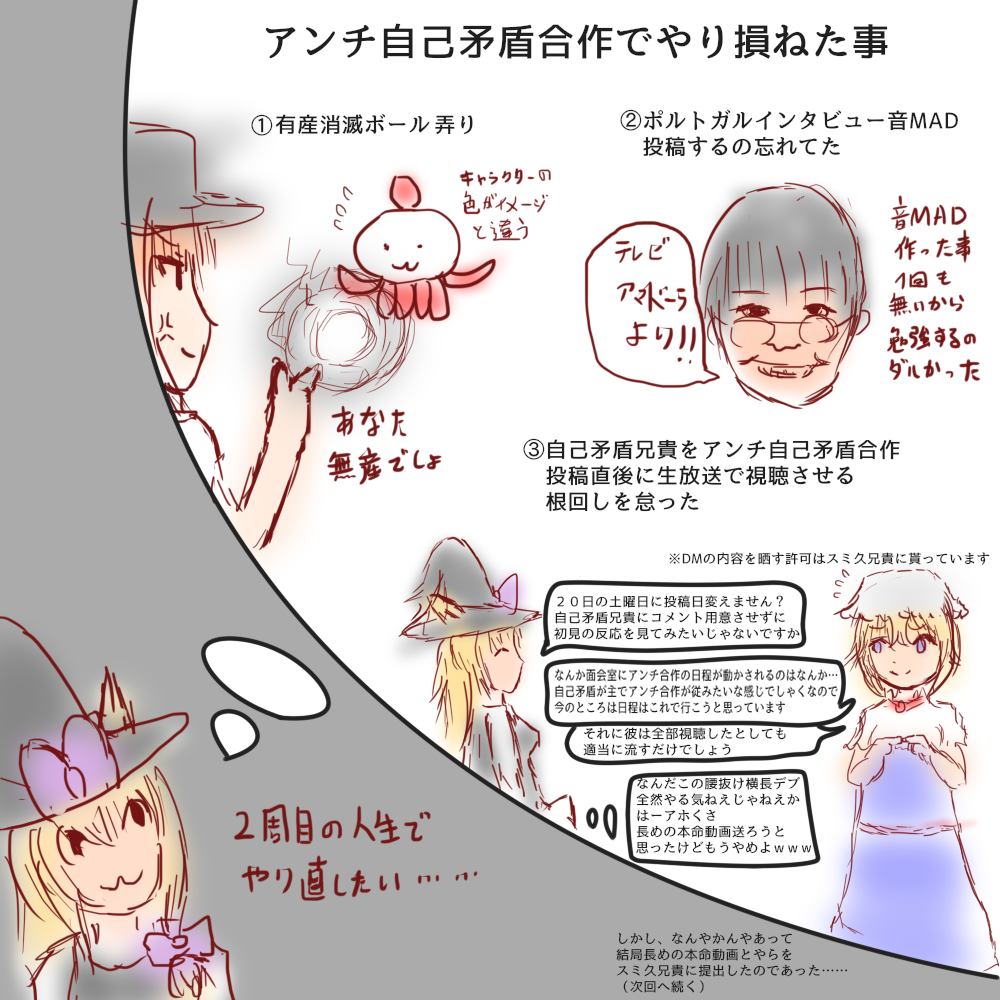 アンチ自己矛盾合作でやり損ねた事
①有産消滅ボール弄り
キャラクターの
色がイメージ
と違う
あなた
無産でしょ
②ポルトガルインタビュー音MAD
投稿するの忘れてた
テレビ
アマドーラ
より!!
音MAD
作った事
1回も
無いから
勉強するの
ダルかった
③自己矛盾兄貴をアンチ自己矛盾合作
投稿直後に生放送で視聴させる
根回しを怠った
※DMの内容を晒す許可はスミ久兄貴に貰っています
20日の土曜日に投稿日変えません?
自己矛盾兄貴にコメント用意させずに
初見の反応を見てみたいじゃないですか
なんか面会室にアンチ合作の日程が動かされるのはなんか…
自己矛盾が主でアンチ合作が従みたいな感じでしゃくなので
今のところは日程はこれで行こうと思っています
それに彼は全部視聴したとしても
適当に流すだけでしょう
なんだこの腰抜け横長デブ
全然やる気ねえじゃねえか
はーアホくさ
長めの本命動画送ろうと
思ったけどもうやめよwww
2周目の人生で
やり直したい……
しかし、なんやかんやあって
結局長めの本命動画とやらを
スミ久兄貴に提出したのであった……
(次回へ続く)